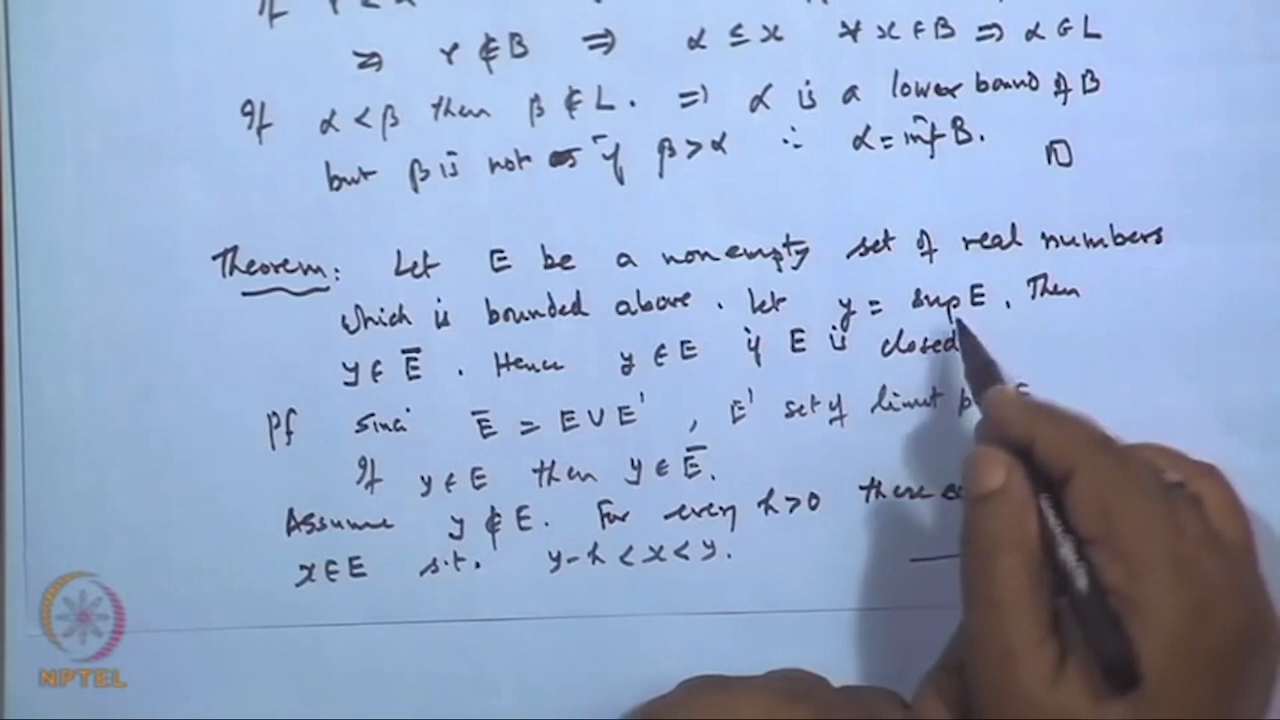 ⇒ γ ∉ B ⇒ α ≤ x ∀ x ∈ B ⇒ α ∈ L
If α < β then β ∉ L. ⇒ α is a lower bound of B
but β is not if β > α ∴ α = inf B.
Theorem: Let E be a nonempty set of real numbers
which is bounded above. Let y = sup E. Then
y ∈ Ē. Hence y ∈ E if E is closed
Pf Since Ē = E ∪ E', E' set of limit
If y ∈ E then y ∈ Ē.
Assume y ∉ E. For every h>0 there
x ∈ E s.t. y-h < x < y.
NPTEL